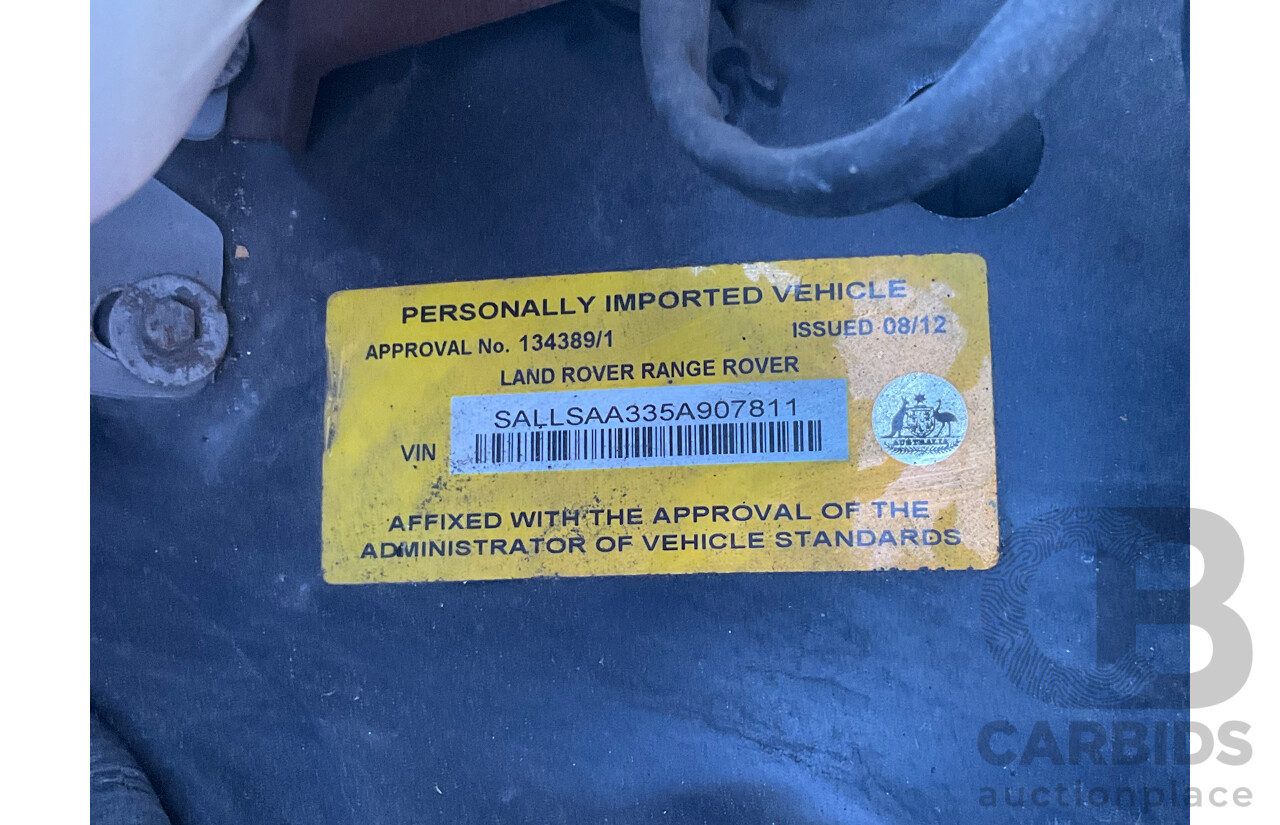 PERSONALLY IMPORTED VEHICLE
APPROVAL No. 134389/1 ISSUED 08/12
LAND ROVER RANGE ROVER
SALLSAA335A907811
VIN
AUSTRALIA
AFFIXED WITH THE APPROVAL OF THE
ADMINISTRATOR OF VEHICLE STANDARDS
CB
CARBIDS
auctionplace